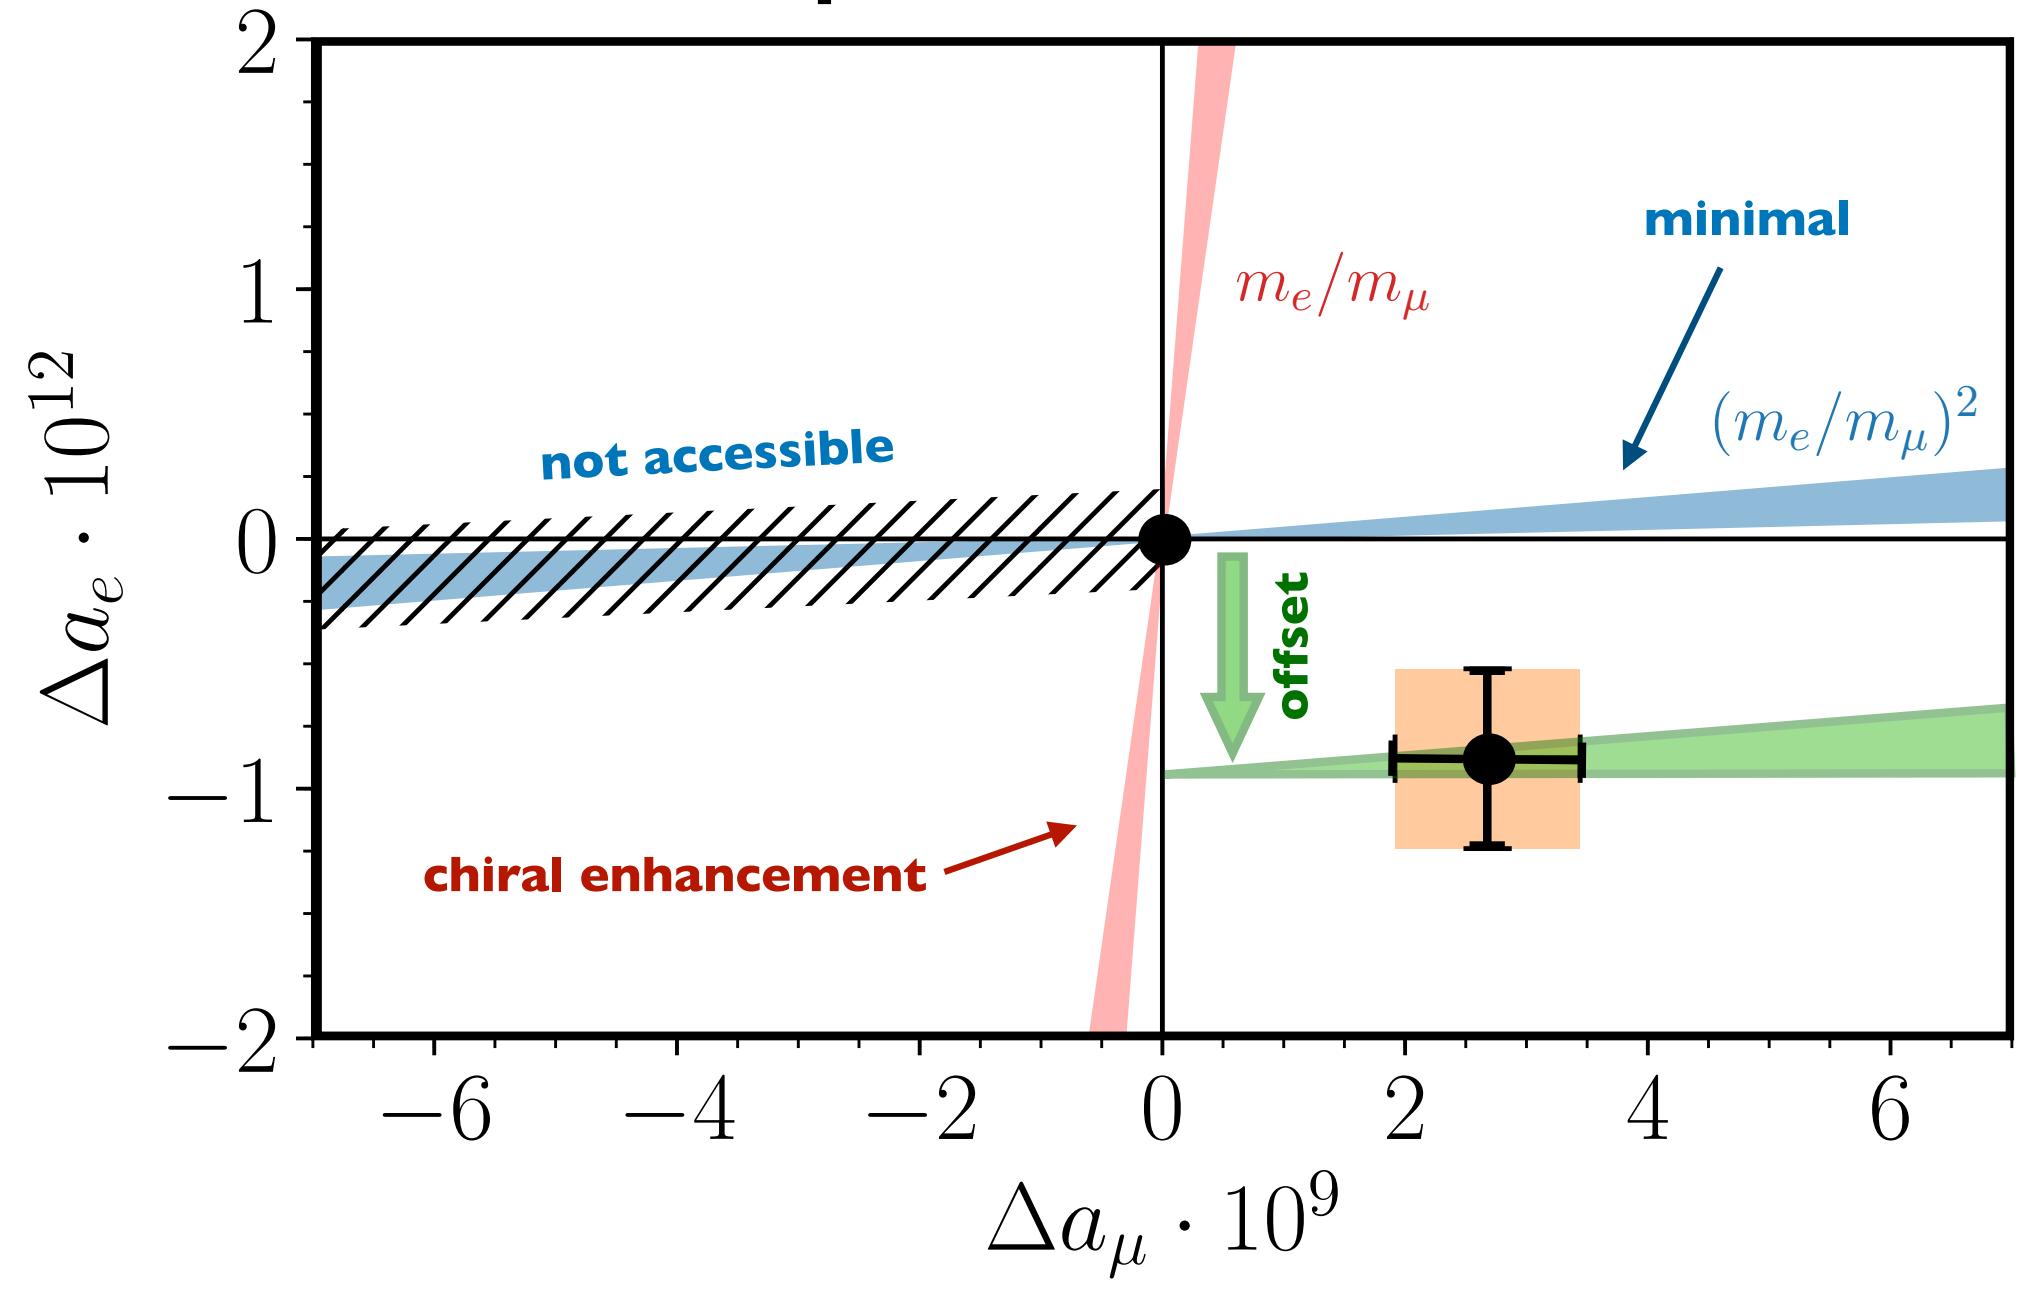 2
1
0
−1
−2
Δa_e · 10^12
minimal
m_e/m_μ
(m_e/m_μ)^2
not accessible
offset
chiral enhancement
−6 −4 −2 0 2 4 6
Δa_μ · 10^9